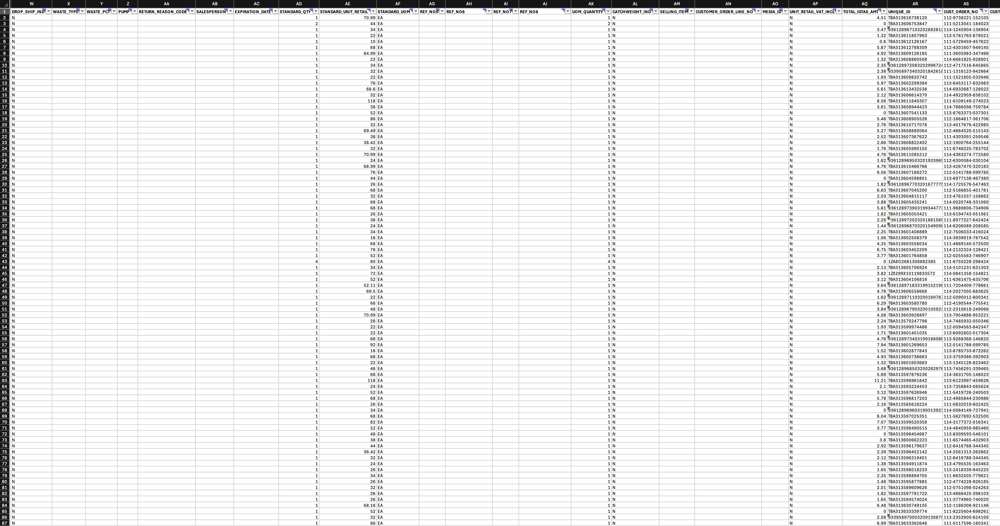 W X Y Z AA AB AC AD AE AF AG AH AI AJ AK AL AM AN AO AP AQ AR AS
1 DROP_SHIP_IND WASTE_TYPE WASTE_PCT PUMP RETURN_REASON_CODE SALESPERSON EXPIRATION_DATE STANDARD_QTY STANDARD_UNIT_RETAIL STANDARD_UOM REF_NO5 REF_NO6 REF_NO7 REF_NO8 UOM_QUANTITY CATCHWEIGHT_IND SELLING_ITEM CUSTOMER_ORDER_LINE_NO MEDIA_ID UNIT_RETAIL_VAT_INCL TOTAL_IGTAX_AMT UNIQUE_ID CUST_ORDER_NO CUST
2 N 1 70.99 EA 1 N N 4.51 TBA313616738120 112-9738221-152105
3 N 2 44 EA 2 N N 0 TBA313606753847 111-5213041-184023
4 N 1 34 EA 1 N N 3.47 936128967103202882612 114-1245904-138904
5 N 1 22 EA 1 N N 1.32 TBA313611807963 113-5781763-878021
6 N 1 10 EA 1 N N 0.6 TBA313612126167 111-5729459-457622
7 N 1 68 EA 1 N N 5.87 TBA313612788309 112-4301607-949145
8 N 1 84.99 EA 1 N N 4.92 TBA313609126185 111-3605983-347466
9 N 1 22 EA 1 N N 1.32 TBA313608860508 114-6661825-928901
10 N 1 34 EA 1 N N 2.35 936128972083202996724 112-4717516-645865
11 N 1 32 EA 1 N N 2.38 933958973403201842618 111-1316123-942664
12 N 1 22 EA 1 N N 1.93 TBA313609820742 111-1521805-033946
13 N 1 76 EA 1 N N 5.97 TBA313602299384 113-6453117-832983
14 N 1 68.6 EA 1 N N 5.61 TBA313613432538 114-6932687-128022
15 N 1 32 EA 1 N N 2.12 TBA313606614370 114-4922959-838102
16 N 1 118 EA 1 N N 8.56 TBA313611840307 111-6109149-274023
17 N 1 38 EA 1 N N 3.61 TBA313608944423 114-7866098-759784
18 N 1 52 EA 1 N N 0 TBA313607541133 113-8763373-037301
19 N 1 86 EA 1 N N 5.46 TBA313608905526 112-1664617-361706
20 N 1 32 EA 1 N N 2.76 TBA313610717078 113-4017676-422985
21 N 1 69.49 EA 1 N N 5.27 TBA313608880064 112-4664520-515143
22 N 1 38 EA 1 N N 2.52 TBA313607367622 111-4303091-259546
23 N 1 38.42 EA 1 N N 2.66 TBA313608822402 112-1900764-255144
24 N 1 32 EA 1 N N 1.76 TBA313605990150 111-6746225-783702
25 N 1 70.99 EA 1 N N 4.76 TBA313611085212 114-4363274-772580
26 N 1 24 EA 1 N N 1.62 936128969503201933965 112-6300084-030104
27 N 1 68.99 EA 1 N N 4.76 TBA313610466766 113-4267470-320183
28 N 1 76 EA 1 N N 6.56 TBA313607188272 112-5141788-099785
29 N 1 44 EA 1 N N 0 TBA313604598801 113-6977138-467380
30 N 1 26 EA 1 N N 1.82 936128967703201677775 114-1725576-547463
31 N 1 68 EA 1 N N 6.63 TBA313607045200 112-5166855-401781
32 N 1 32 EA 1 N N 2.03 TBA313604815117 113-4761037-158662
33 N 1 68 EA 1 N N 3.88 TBA313605435241 114-0020748-331060
34 N 1 68 EA 1 N N 5.61 936128973903199344773 111-9689806-734906
35 N 1 26 EA 1 N N 1.82 TBA313605053421 113-6194743-051061
36 N 1 38 EA 1 N N 2.28 936128972023201881569 111-8977227-642424
37 N 1 24 EA 1 N N 1.44 936128968703201549098 114-6206089-208585
38 N 1 34 EA 1 N N 2.25 TBA313601408889 112-7506033-416024
39 N 1 16 EA 1 N N 1.06 TBA313602508379 114-3939019-787542
40 N 1 68 EA 1 N N 4.25 TBA313603558034 111-4869140-572500
41 N 1 76 EA 1 N N 6.75 TBA313603452209 114-2132324-128421
42 N 1 52 EA 1 N N 3.77 TBA313601764858 112-0255563-746907
43 N 4 80 EA 4 N N 0 1ZA8G2681308882385 111-6750228-298424
44 N 1 34 EA 1 N N 2.13 TBA313605706924 114-5101231-631303
45 N 1 72 EA 1 N N 3.82 1ZX299X10119833572 114-0841358-154821
46 N 1 52 EA 1 N N 3.12 TBA313604106816 111-6361475-635706
47 N 1 52.11 EA 1 N N 3.64 936128971833199152198 111-7204409-778661
48 N 1 69.5 EA 1 N N 4.76 TBA313606558668 114-2027005-683625
49 N 1 22 EA 1 N N 1.62 936128971103200169787 112-5090012-800341
50 N 1 68 EA 1 N N 6.29 TBA313603580780 112-4190544-775541
51 N 1 48 EA 1 N N 3.84 936128967903200105923 112-2310618-249066
52 N 1 70.99 EA 1 N N 4.08 TBA313603928897 113-7954886-953221
53 N 1 26 EA 1 N N 2.24 TBA313570247798 114-7485932-050346
54 N 1 22 EA 1 N N 1.93 TBA313599974486 112-0094563-842347
55 N 1 22 EA 1 N N 1.71 TBA313601401035 113-6092802-017304
56 N 1 68 EA 1 N N 4.76 936128973403199188086 113-9268368-146820
57 N 1 92 EA 1 N N 7.94 TBA313601269653 112-5141788-099785
58 N 1 16 EA 1 N N 1.52 TBA313602877843 113-8785733-672262
59 N 1 68 EA 1 N N 4.93 TBA313600736663 113-3759386-392903
60 N 1 22 EA 1 N N 1.32 TBA313601603683 113-1345128-823462
61 N 1 46 EA 1 N N 3.68 936128968503200282976 113-7456291-339465
62 N 1 68 EA 1 N N 5.69 TBA313597879236 114-3631705-148023
63 N 1 118 EA 1 N N 11.21 TBA313596961842 113-6123997-459626
64 N 1 24 EA 1 N N 2.1 TBA313593224453 113-7358843-085624
65 N 1 52 EA 1 N N 3.12 TBA313597626946 111-5419726-240503
66 N 1 68 EA 1 N N 5.78 TBA313596817203 112-4985844-230986
67 N 1 26 EA 1 N N 2.16 TBA313585616224 111-0832019-602425
68 N 1 34 EA 1 N N 0 936128969603199313923 114-0064149-737941
69 N 1 68 EA 1 N N 6.04 TBA313597025351 111-5627692-532500
70 N 1 82 EA 1 N N 7.07 TBA313599520358 114-3177372-016341
71 N 1 52 EA 1 N N 3.77 TBA313598490515 114-4840959-985460
72 N 1 48 EA 1 N N 0 TBA313596454667 113-8309593-548101
73 N 1 38 EA 1 N N 3.8 TBA313600662223 111-6574465-432903
74 N 1 44 EA 1 N N 2.92 TBA313596179637 112-6416788-344345
75 N 1 36.42 EA 1 N N 2.39 TBA313596452142 114-2561313-262662
76 N 1 32 EA 1 N N 2.12 TBA313596319401 112-6416788-344345
77 N 1 24 EA 1 N N 1.38 TBA313594911874 113-4795535-163463
78 N 1 26 EA 1 N N 1.65 TBA313598018233 113-2418339-945225
79 N 1 34 EA 1 N N 2.25 TBA313598894705 111-6632505-779621
80 N 1 26 EA 1 N N 1.48 TBA313595877885 112-4774228-926185
81 N 1 32 EA 1 N N 2.01 TBA313589609626 112-0751098-024263
82 N 1 26 EA 1 N N 1.82 TBA313597781722 113-4666425-398103
83 N 1 26 EA 1 N N 1.65 TBA313594574024 111-3774960-740020
84 N 1 68.16 EA 1 N N 6.48 TBA313630749105 112-1186308-921146
85 N 1 52 EA 1 N N 0 TBA313633339774 111-8225604-698261
86 N 1 32 EA 1 N N 2.08 933958970003209130875 113-2353900-624100
87 N 1 86 EA 1 N N 6.99 TBA313633362646 111-0117596-180341